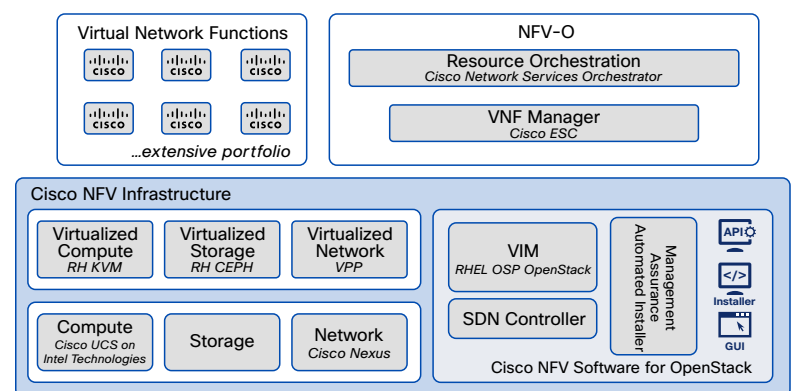 Virtual Network Functions
CISCO CISCO CISCO
CISCO CISCO CISCO
...extensive portfolio
NFV-O
Resource Orchestration
Cisco Network Services Orchestrator
VNF Manager
Cisco ESC
Cisco NFV Infrastructure
Virtualized
Compute
RH KVM
Virtualized
Storage
RH CEPH
Virtualized
Network
VPP
Compute
Cisco UCS on
Intel Technologies
Storage
Network
Cisco Nexus
VIM
RHEL OSP OpenStack
SDN Controller
Management
Assurance
Automated Installer
API
</>
Installer
GUI
Cisco NFV Software for OpenStack